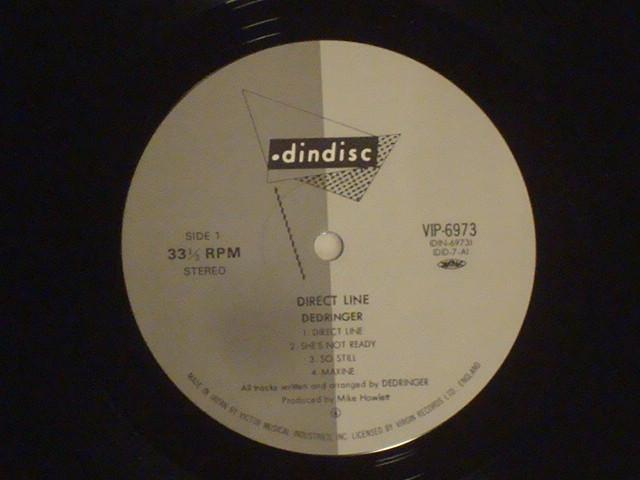 •dindisc
SIDE 1
33⅓ RPM
STEREO
VIP-6973
(DIN-6973)
(DID-7-A)
DIRECT LINE
DEDRINGER
1. DIRECT LINE
2. SHE'S NOT READY
3. SO STILL
4. MAXINE
All tracks written and arranged by DEDRINGER
Produced by Mike Howlett
MADE IN JAPAN BY VICTOR MUSICAL INDUSTRIES, INC. LICENSED BY VIRGIN RECORDS LTD. ENGLAND